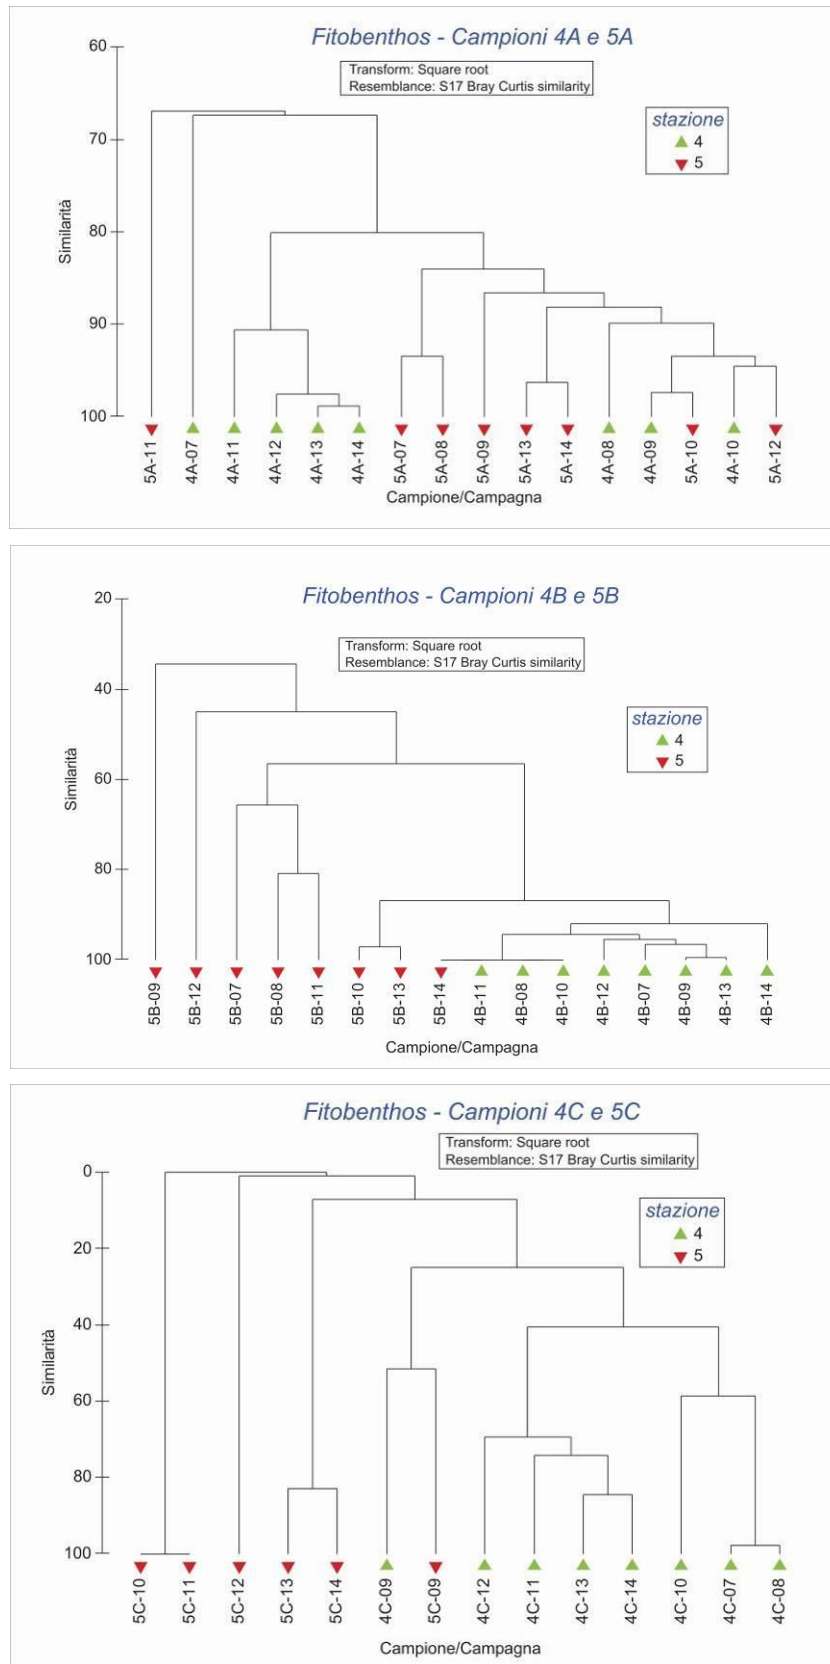 Fitobenthos - Campioni 4A e 5A
Transform: Square root
Resemblance: S17 Bray Curtis similarity
stazione
4
5
60
70
80
90
100
Similarità
5A-11
4A-07
4A-11
4A-12
4A-13
4A-14
5A-07
5A-08
5A-09
5A-13
5A-14
4A-08
4A-09
5A-10
4A-10
5A-12
Campione/Campagna
Fitobenthos - Campioni 4B e 5B
Transform: Square root
Resemblance: S17 Bray Curtis similarity
stazione
4
5
20
40
60
80
100
Similarità
5B-09
5B-12
5B-07
5B-08
5B-11
5B-10
5B-13
5B-14
4B-11
4B-08
4B-10
4B-12
4B-07
4B-09
4B-13
4B-14
Campione/Campagna
Fitobenthos - Campioni 4C e 5C
Transform: Square root
Resemblance: S17 Bray Curtis similarity
stazione
4
5
0
20
40
60
80
100
Similarità
5C-10
5C-11
5C-12
5C-13
5C-14
4C-09
5C-09
4C-12
4C-11
4C-13
4C-14
4C-10
4C-07
4C-08
Campione/Campagna